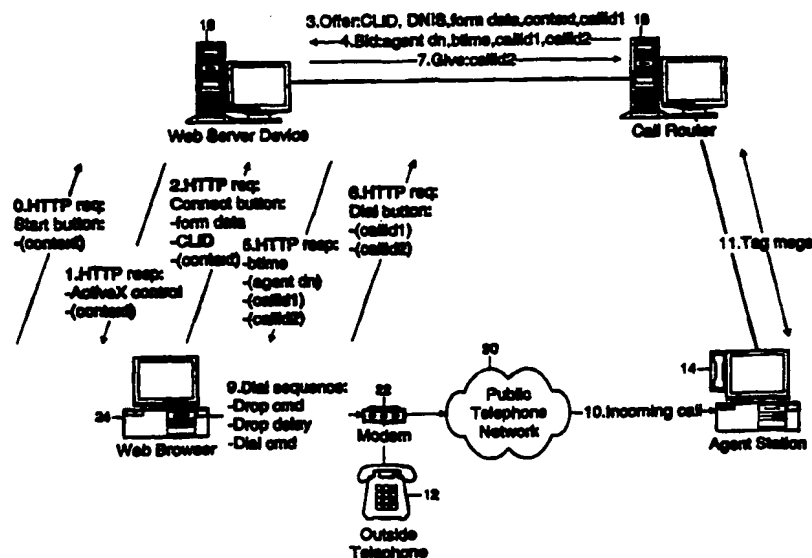 3.Offer:CLID, DNIS,form data,context,callid1
18
18
4.Bid:agent dn,btime,callid1,callid2
7.Give:callid2
Web Server Device
Call Router
0.HTTP req:
Start button:
-(context)
1.HTTP resp:
-ActiveX control
-(context)
2.HTTP req:
Connect button:
-form data
-CLID
-(context)
5.HTTP resp:
-btime
-(agent dn)
-(callid1)
-(callid2)
6.HTTP req:
Dial button:
-(callid1)
-(callid2)
11.Tag msgs
24
Web Browser
9.Dial sequence:
-Drop cmd
-Drop delay
-Dial cmd
22
Modem
20
Public
Telephone
Network
10.Incoming call
14
Agent Station
12
Outside
Telephone